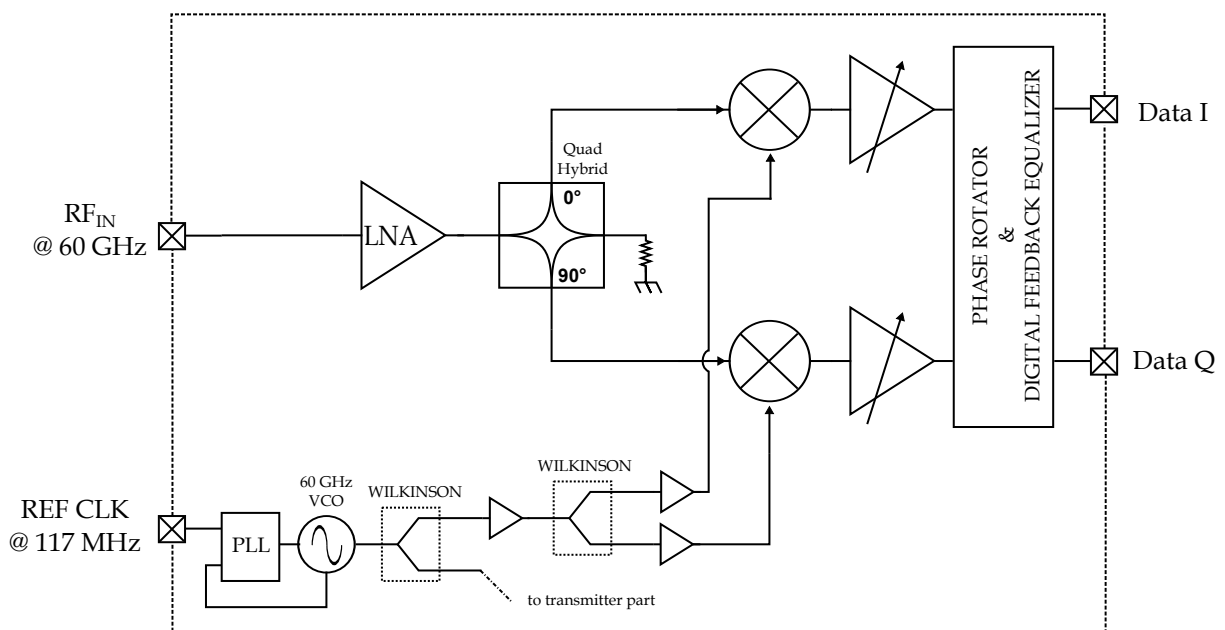 Quad
Hybrid
0°
90°
LNA
RF_IN
@ 60 GHz
PHASE ROTATOR
&
DIGITAL FEEDBACK EQUALIZER
Data I
Data Q
REF CLK
@ 117 MHz
PLL
60 GHz
VCO
WILKINSON
WILKINSON
to transmitter part